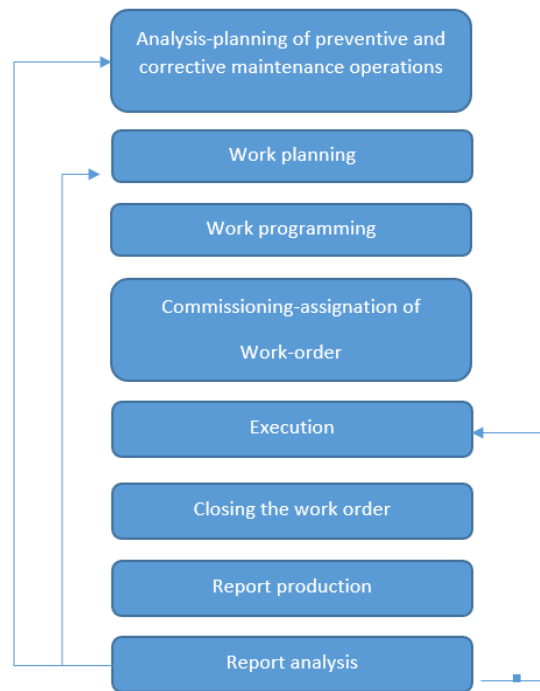 Analysis-planning of preventive and
corrective maintenance operations
Work planning
Work programming
Commissioning-assignation of
Work-order
Execution
Closing the work order
Report production
Report analysis